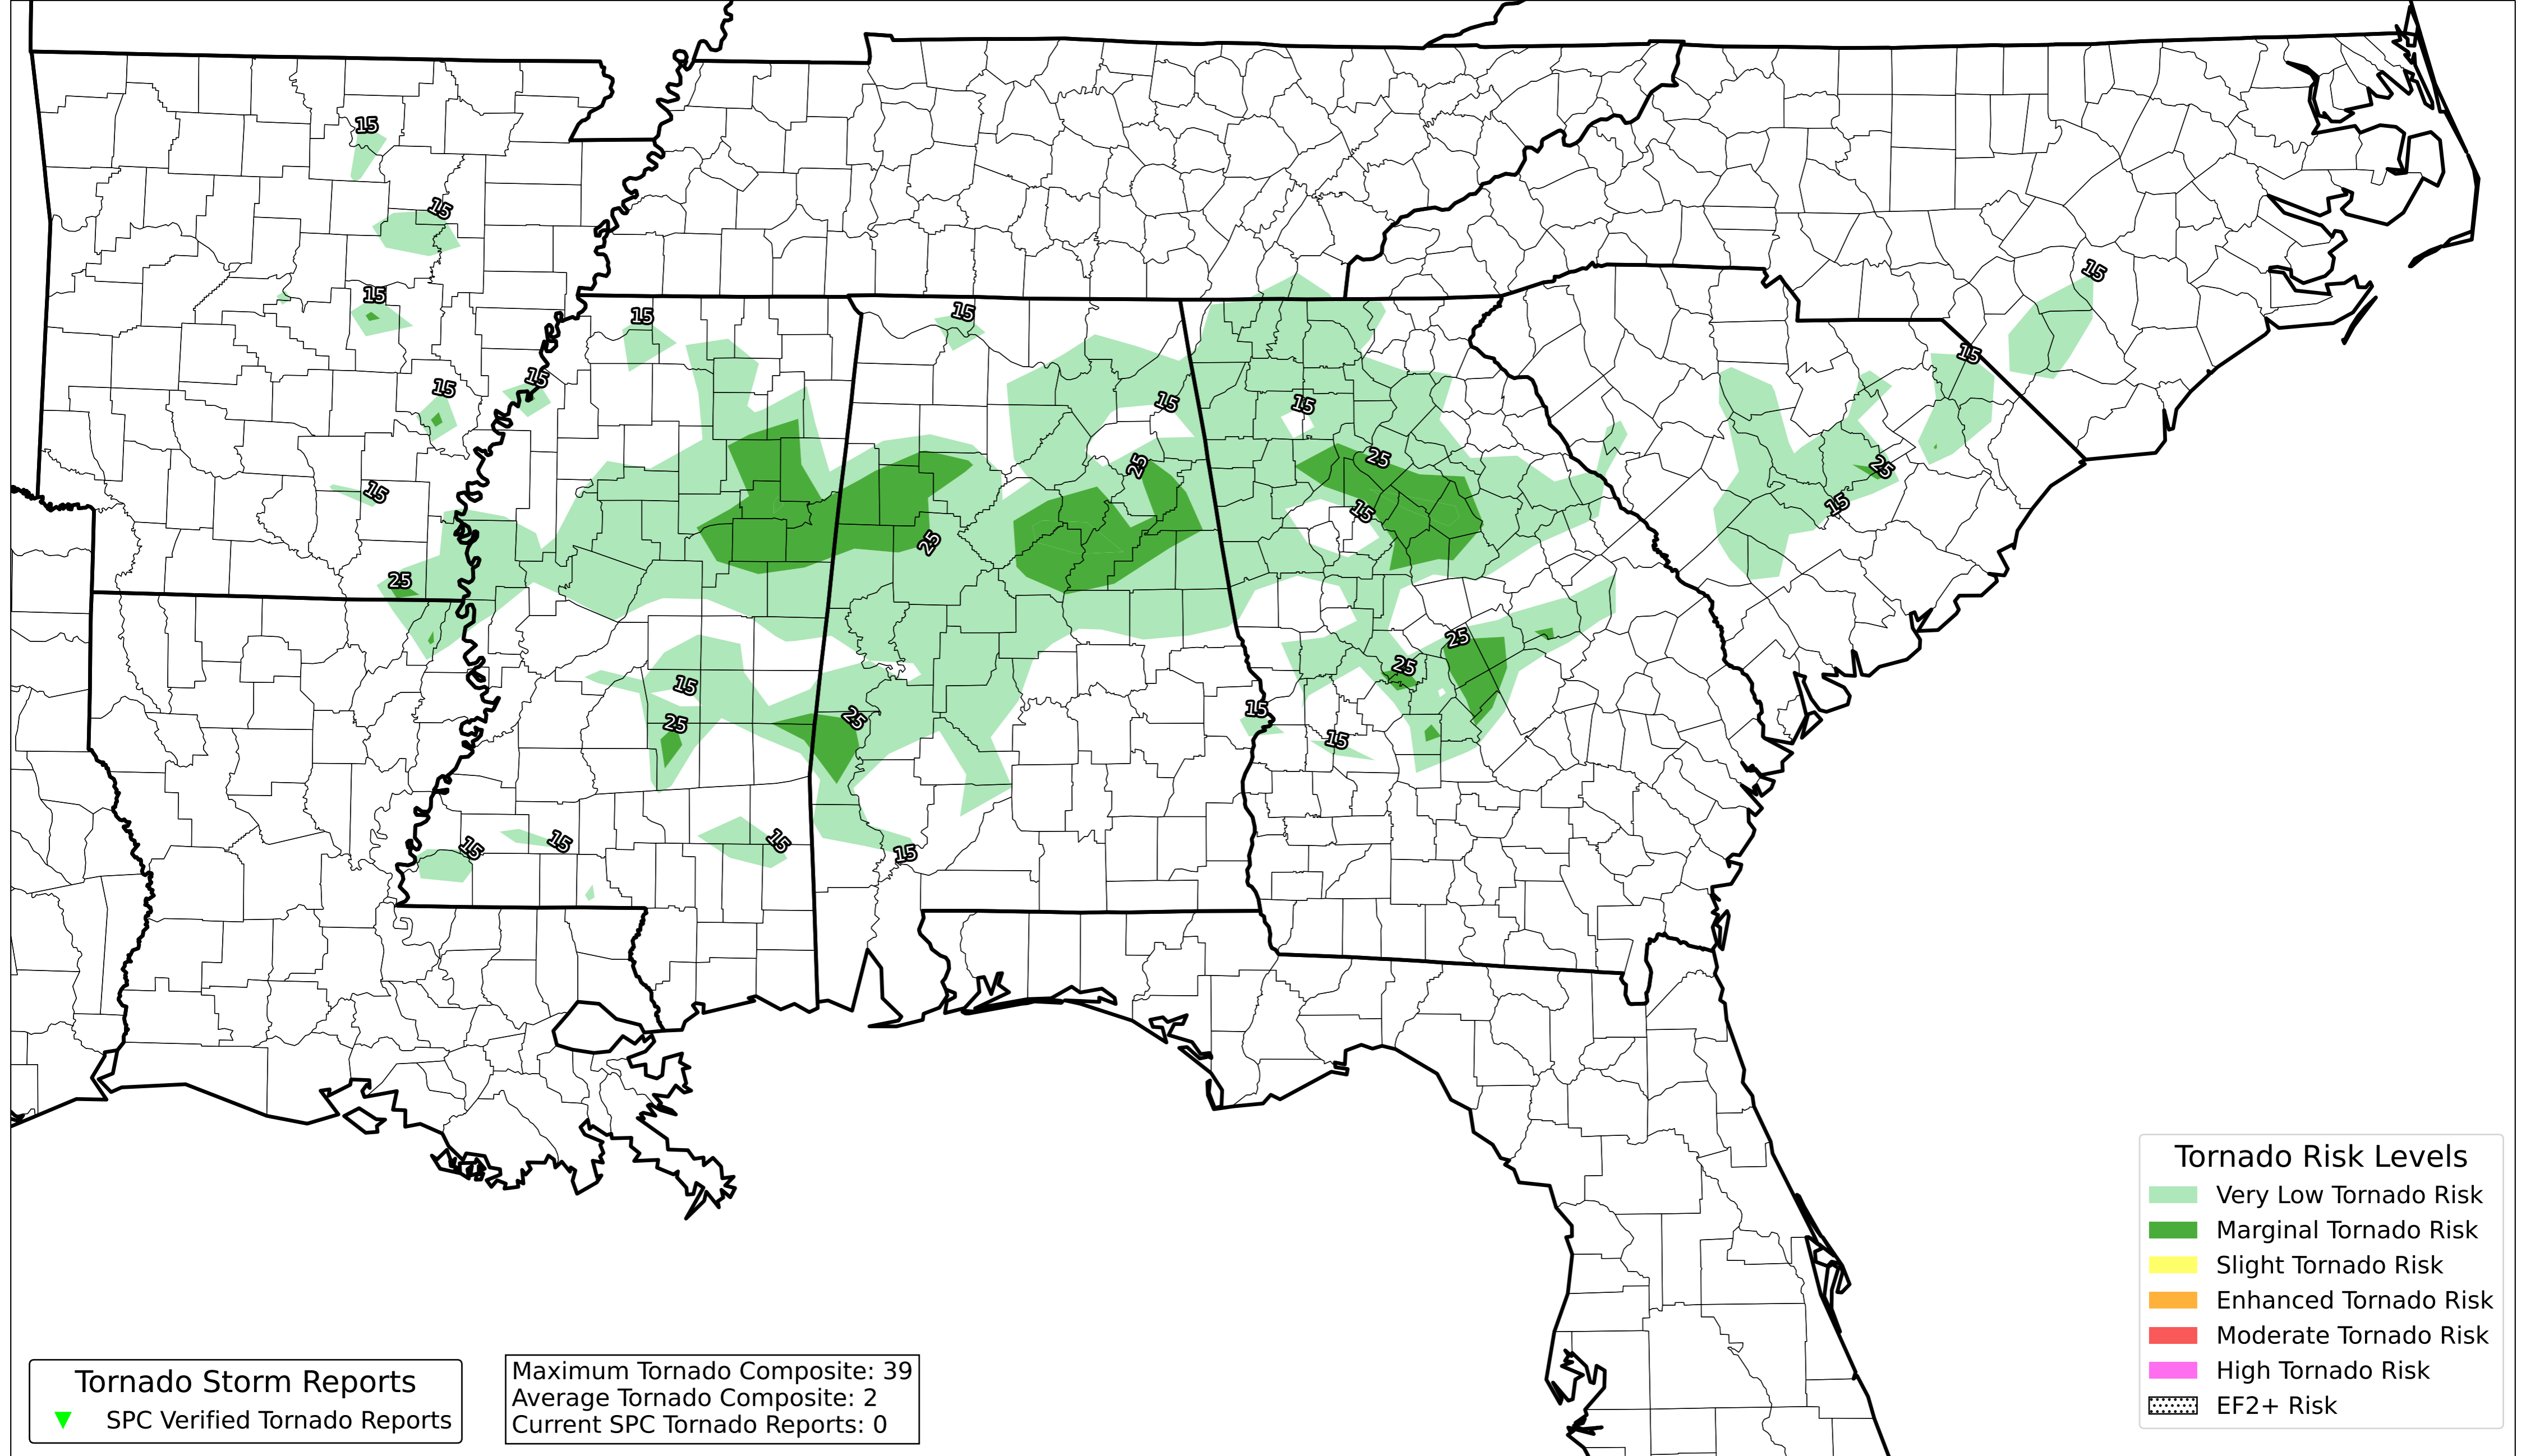 15
15
15
15
15
15
15
15
15
15
15
15
25
25
25
15
15
25
15
25
25
25
15
15
25
25
15
15
15
15
15
Tornado Risk Levels
Very Low Tornado Risk
Marginal Tornado Risk
Slight Tornado Risk
Enhanced Tornado Risk
Moderate Tornado Risk
High Tornado Risk
EF2+ Risk
Tornado Storm Reports
SPC Verified Tornado Reports
Maximum Tornado Composite: 39
Average Tornado Composite: 2
Current SPC Tornado Reports: 0